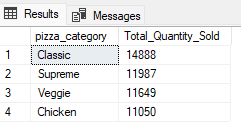 Results Messages
pizza_category Total_Quantity_Sold
1 Classic 14888
2 Supreme 11987
3 Veggie 11649
4 Chicken 11050